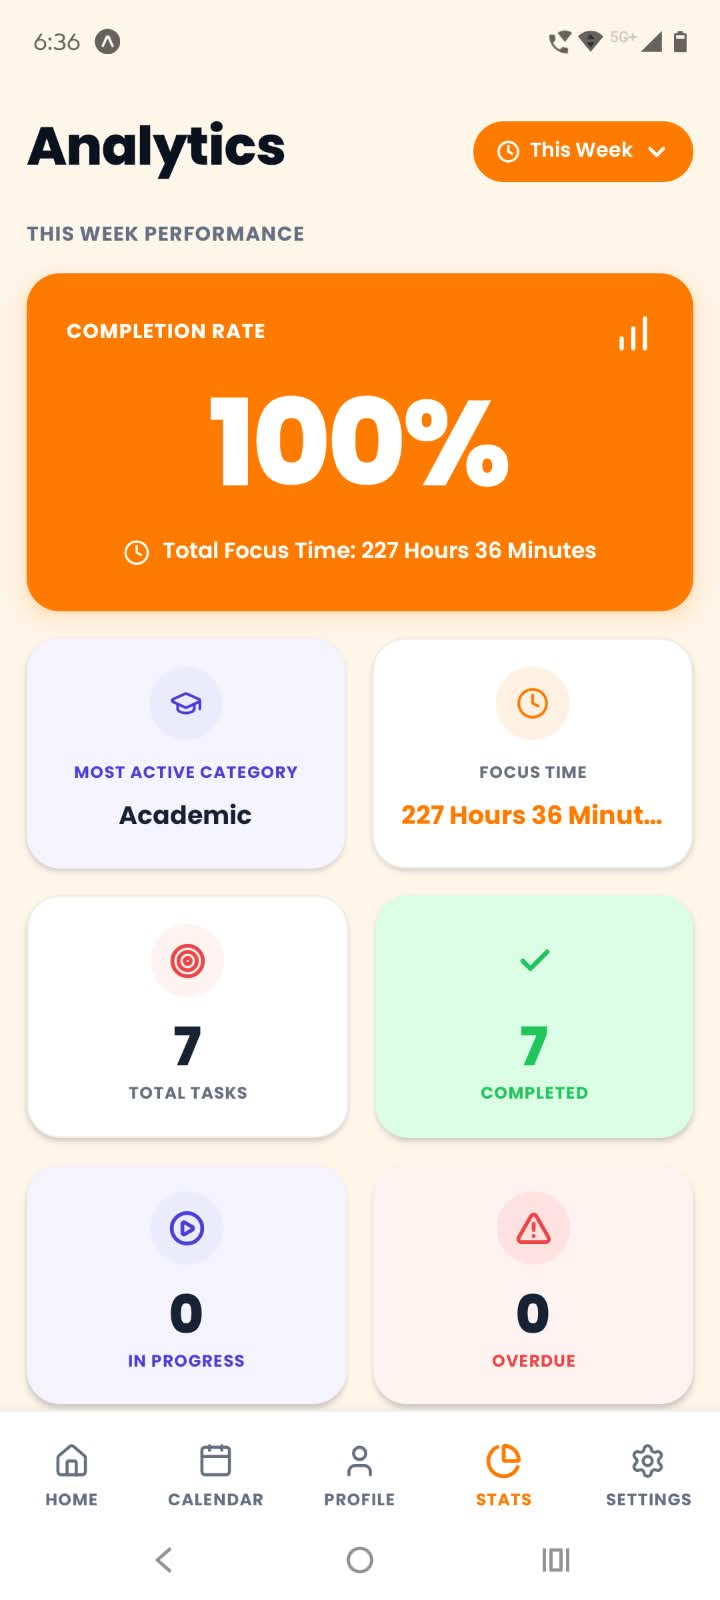 6:36
5G+
Analytics
This Week
THIS WEEK PERFORMANCE
COMPLETION RATE
100%
Total Focus Time: 227 Hours 36 Minutes
MOST ACTIVE CATEGORY
Academic
FOCUS TIME
227 Hours 36 Minut...
7
TOTAL TASKS
7
COMPLETED
0
IN PROGRESS
0
OVERDUE
HOME
CALENDAR
PROFILE
STATS
SETTINGS